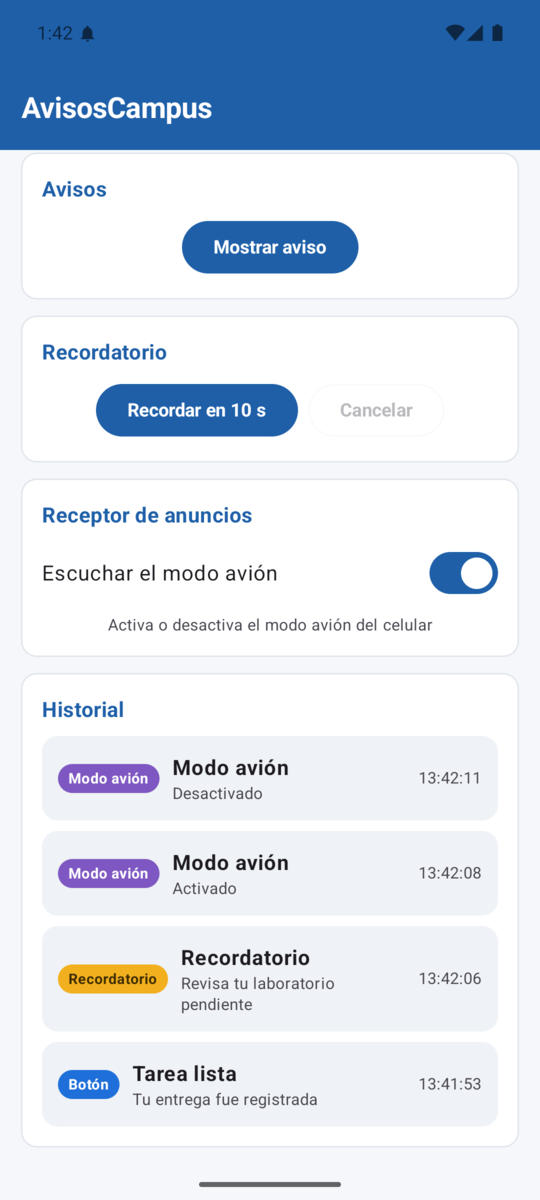 1:42
AvisosCampus
Avisos
Mostrar aviso
Recordatorio
Recordar en 10 s
Cancelar
Receptor de anuncios
Escuchar el modo avión
Activa o desactiva el modo avión del celular
Historial
Modo avión
Modo avión
Desactivado
13:42:11
Modo avión
Modo avión
Activado
13:42:08
Recordatorio
Recordatorio
Revisa tu laboratorio
pendiente
13:42:06
Botón
Tarea lista
Tu entrega fue registrada
13:41:53